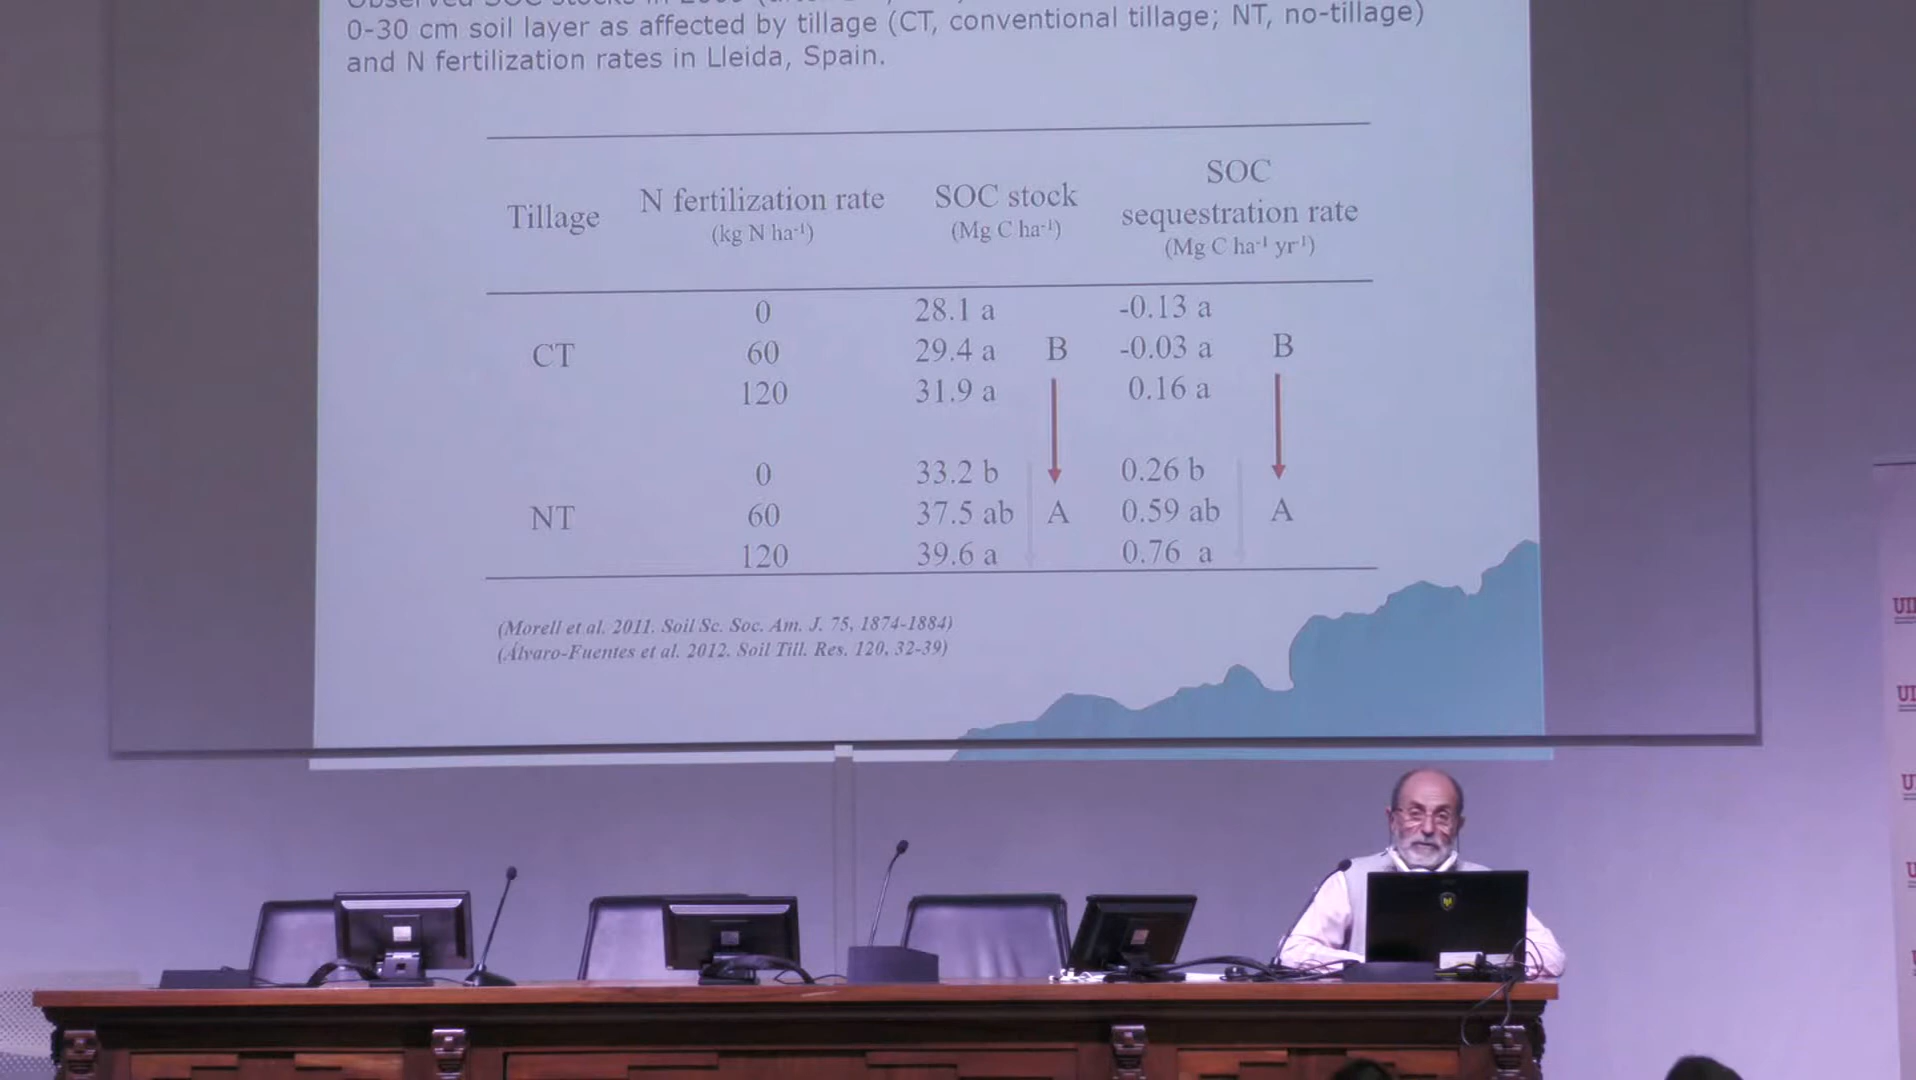 Observed SOC stocks in
0-30 cm soil layer as affected by tillage (CT, conventional tillage; NT, no-tillage)
and N fertilization rates in Lleida, Spain.
Tillage N fertilization rate (kg N ha⁻¹) SOC stock (Mg C ha⁻¹) SOC sequestration rate (Mg C ha⁻¹ yr⁻¹)
0 28.1 a -0.13 a
CT 60 29.4 a B -0.03 a B
120 31.9 a 0.16 a
0 33.2 b 0.26 b
NT 60 37.5 ab A 0.59 ab A
120 39.6 a 0.76 a
(Morell et al. 2011. Soil Sc. Soc. Am. J. 75, 1874-1884)
(Álvaro-Fuentes et al. 2012. Soil Till. Res. 120, 32-39)